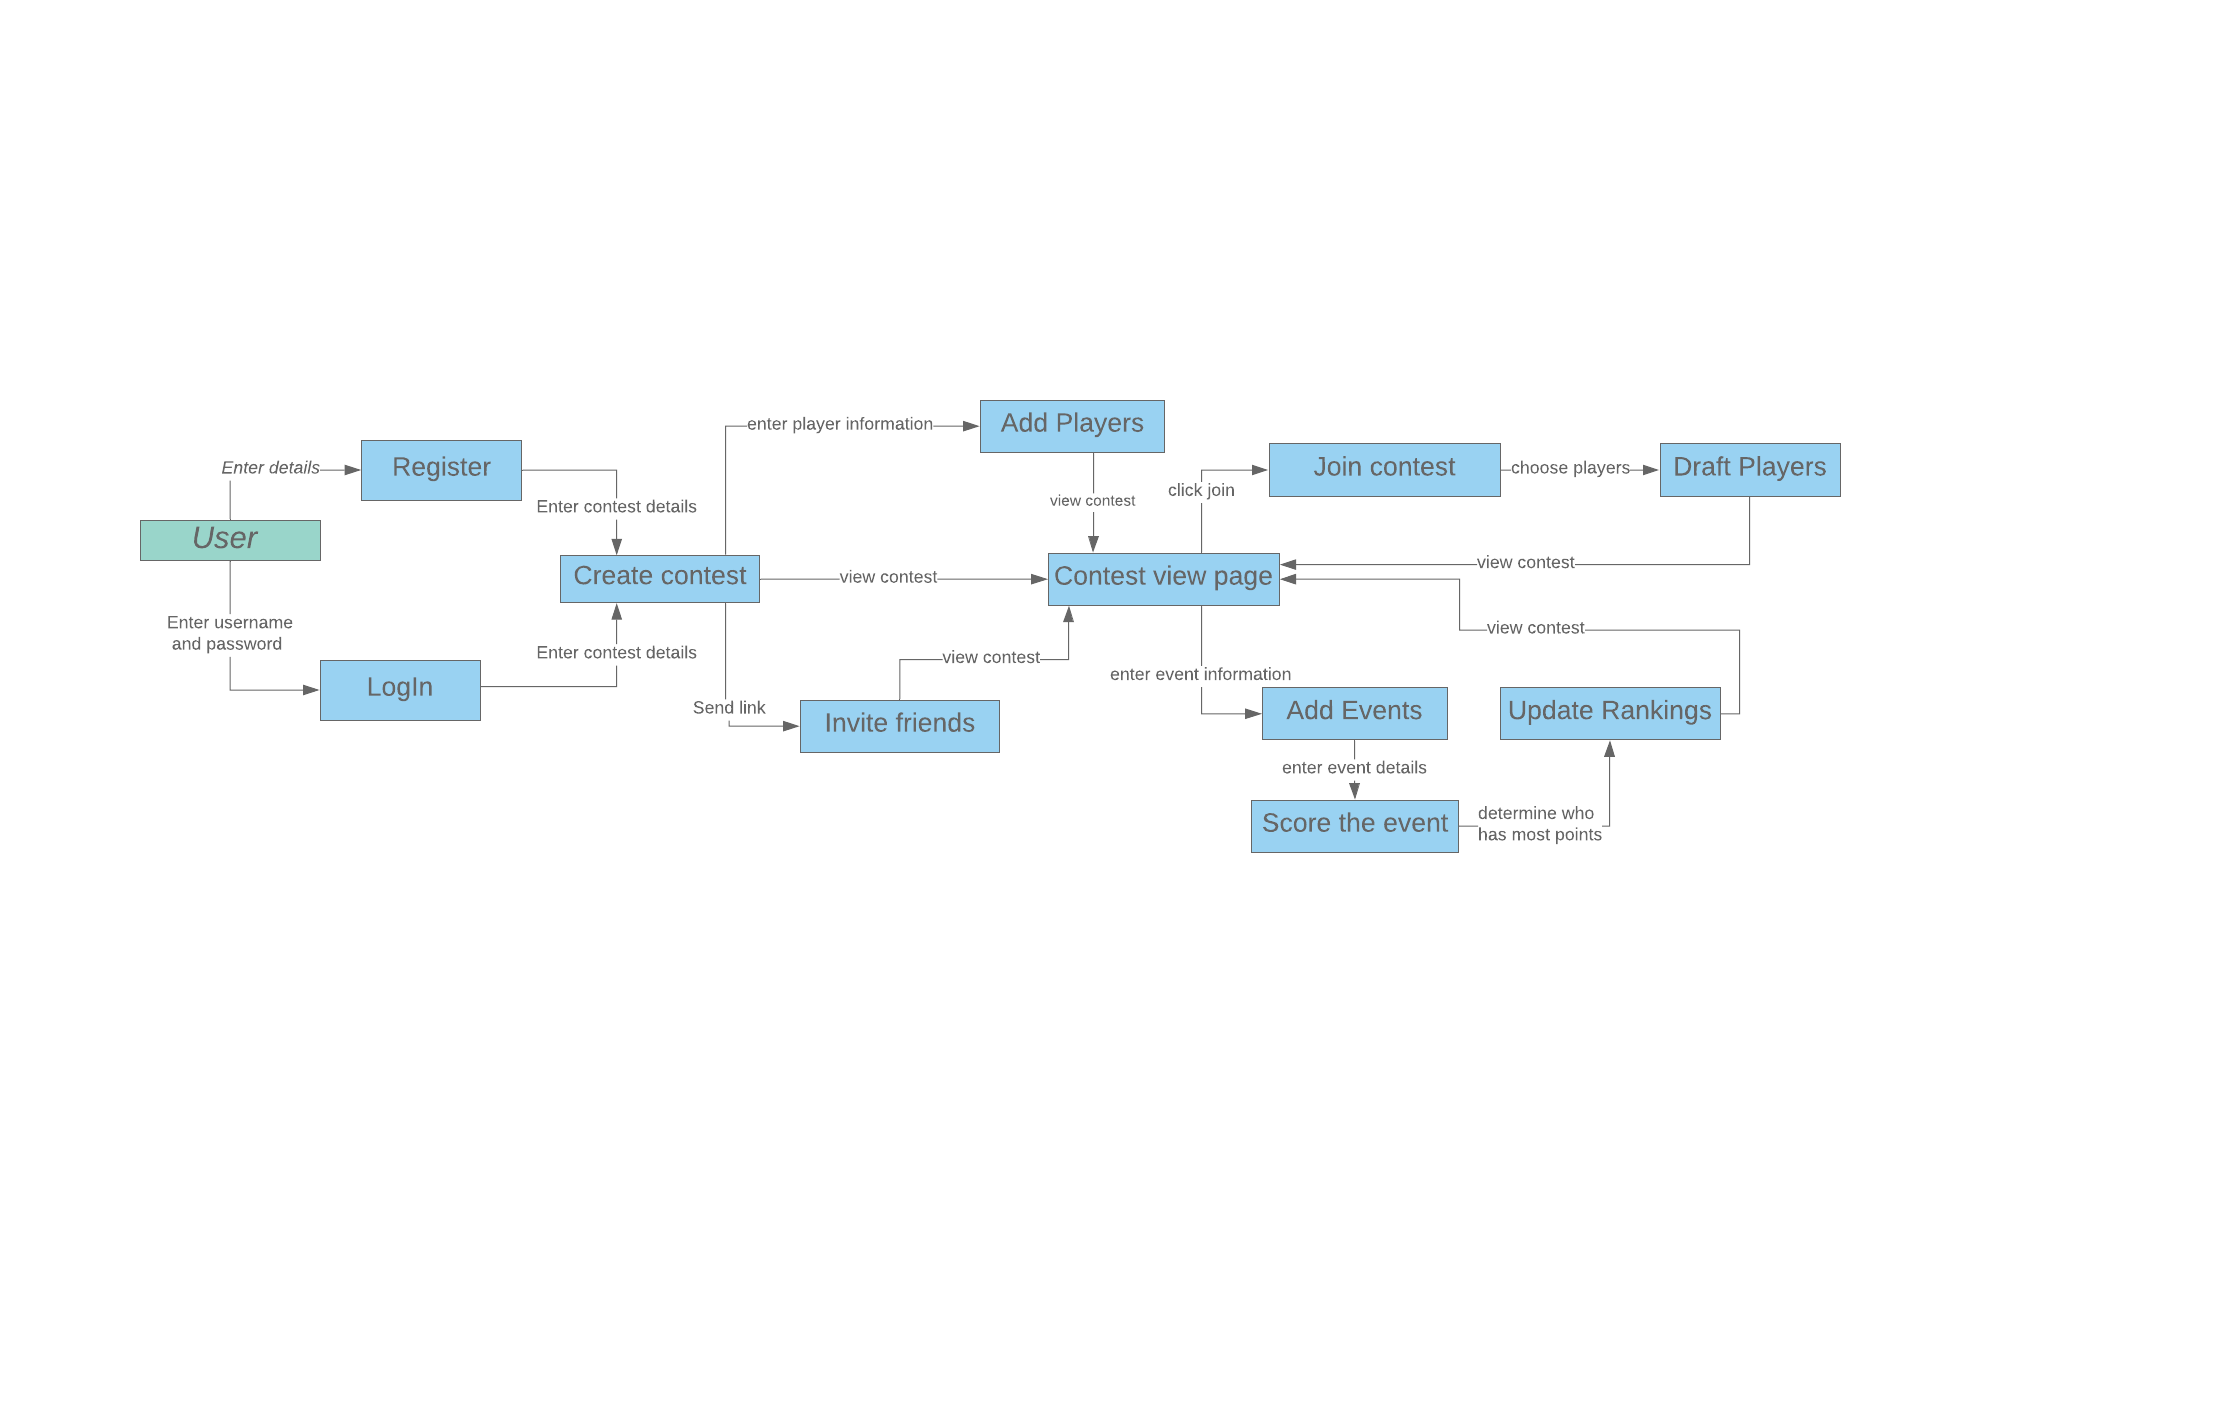 Add Players
enter player information
Register
Enter details
Join contest
choose players
Draft Players
click join
view contest
Enter contest details
User
view contest
Create contest
view contest
Contest view page
Enter username
and password
view contest
Enter contest details
view contest
enter event information
LogIn
Send link
Invite friends
Add Events
Update Rankings
enter event details
determine who
has most points
Score the event